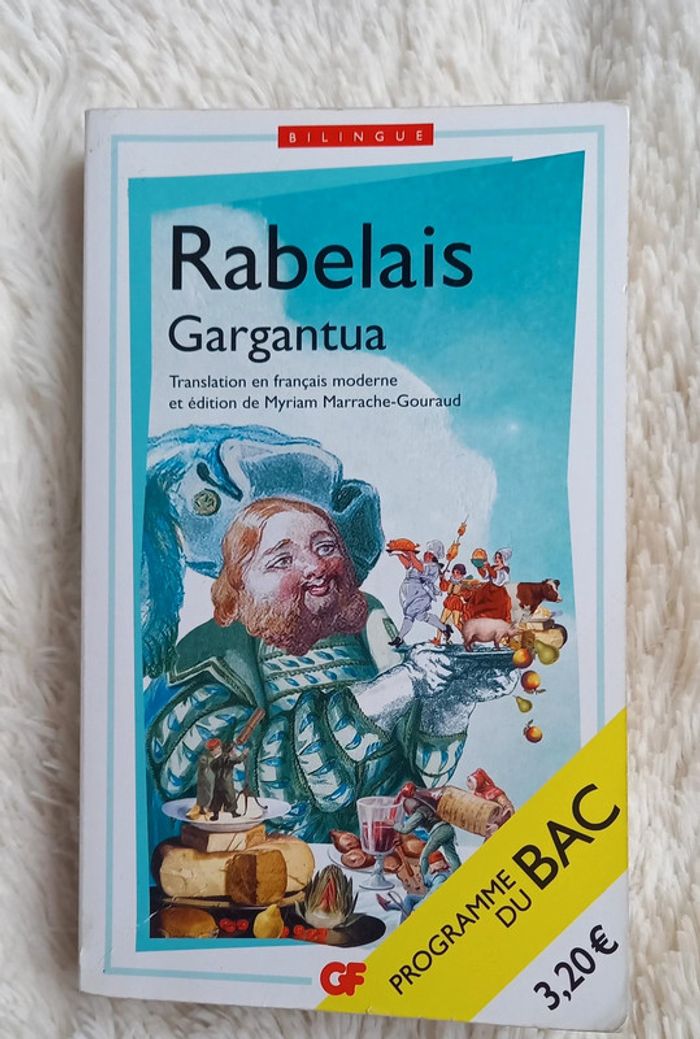 BILINGUE
Rabelais
Gargantua
Translation en français moderne
et édition de Myriam Marrache-Gouraud
GF
PROGRAMME
DU BAC
3,20 €